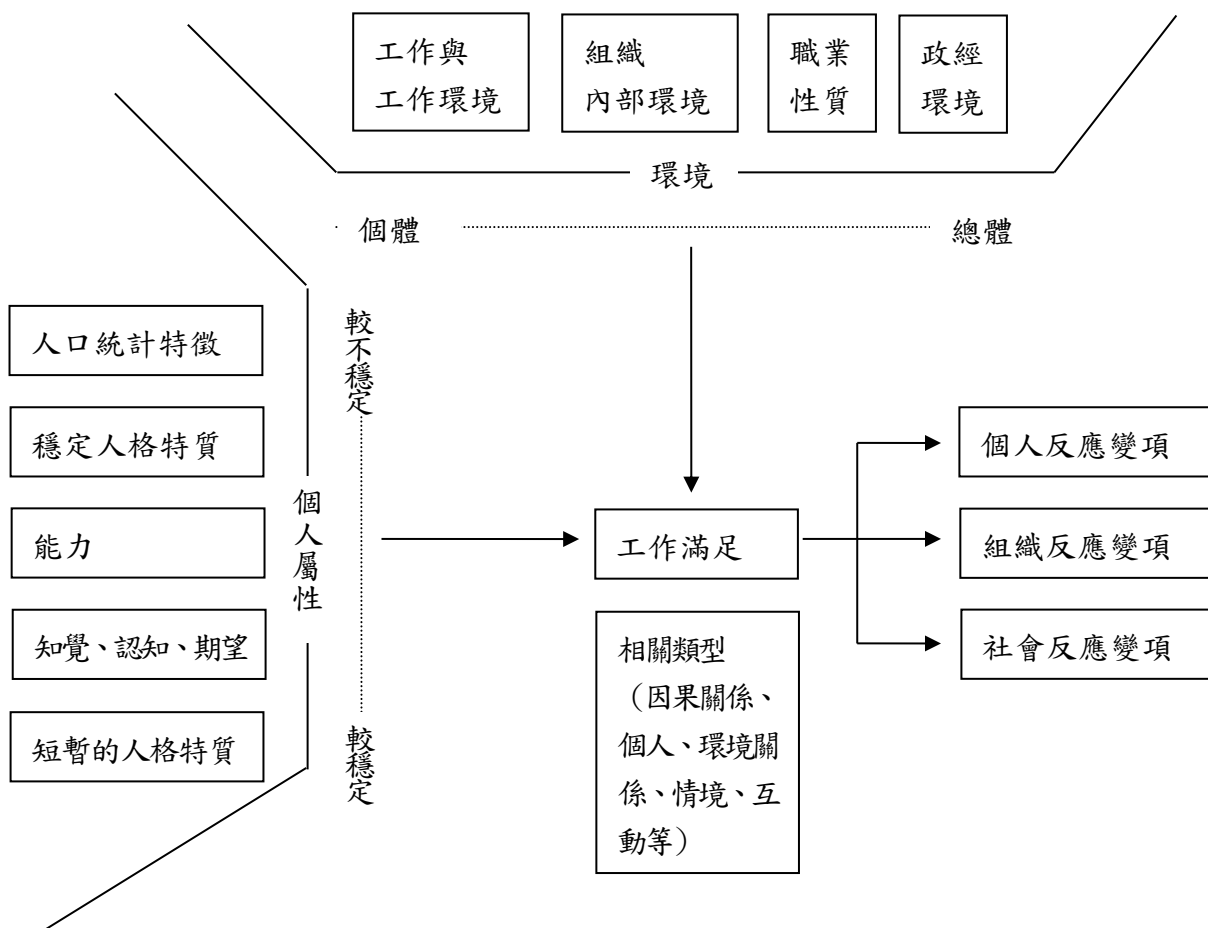 工作與
工作環境
組織
內部環境
職業
性質
政經
環境
環境
個體
總體
人口統計特徵
穩定人格特質
能力
知覺、認知、期望
短暫的人格特質
個人屬性
較不穩定
較穩定
工作滿足
相關類型
（因果關係、
個人、環境關
係、情境、互
動等）
個人反應變項
組織反應變項
社會反應變項